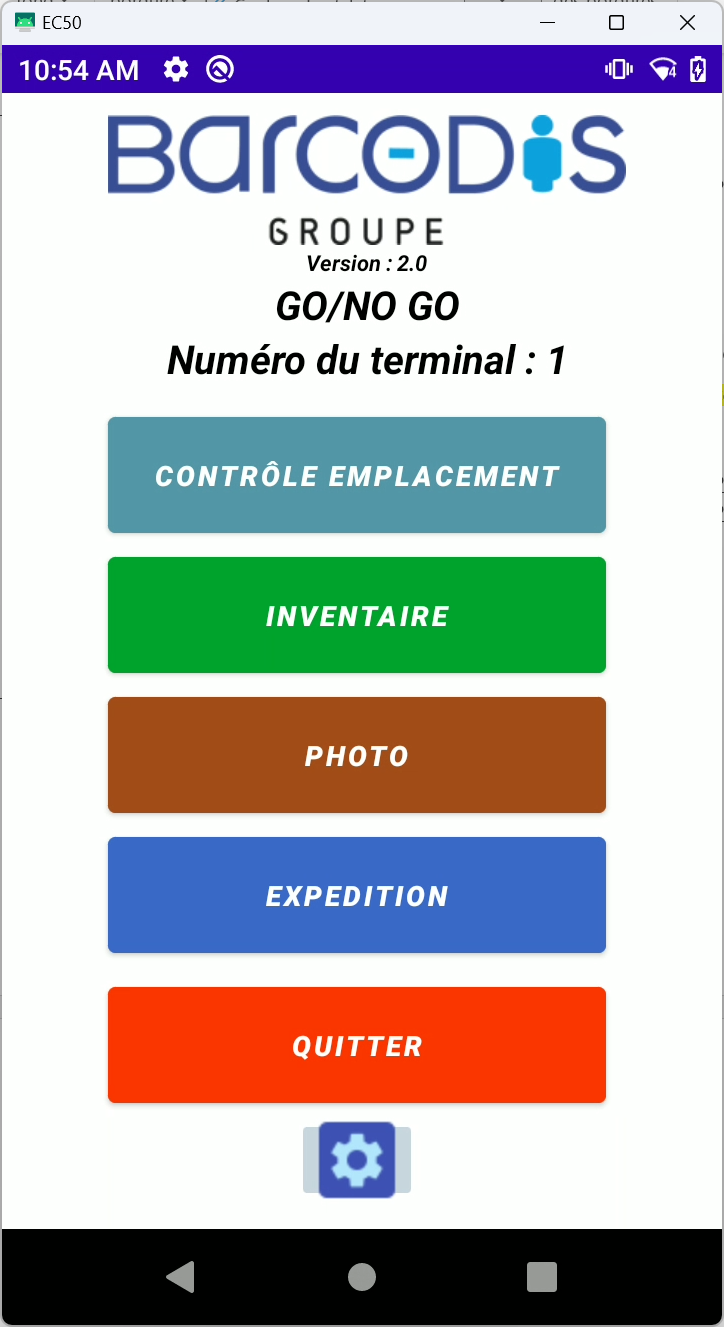 EC50
10:54 AM
4
BARCODiS
GROUPE
Version : 2.0
GO/NO GO
Numéro du terminal : 1
CONTRÔLE EMPLACEMENT
INVENTAIRE
PHOTO
EXPEDITION
QUITTER